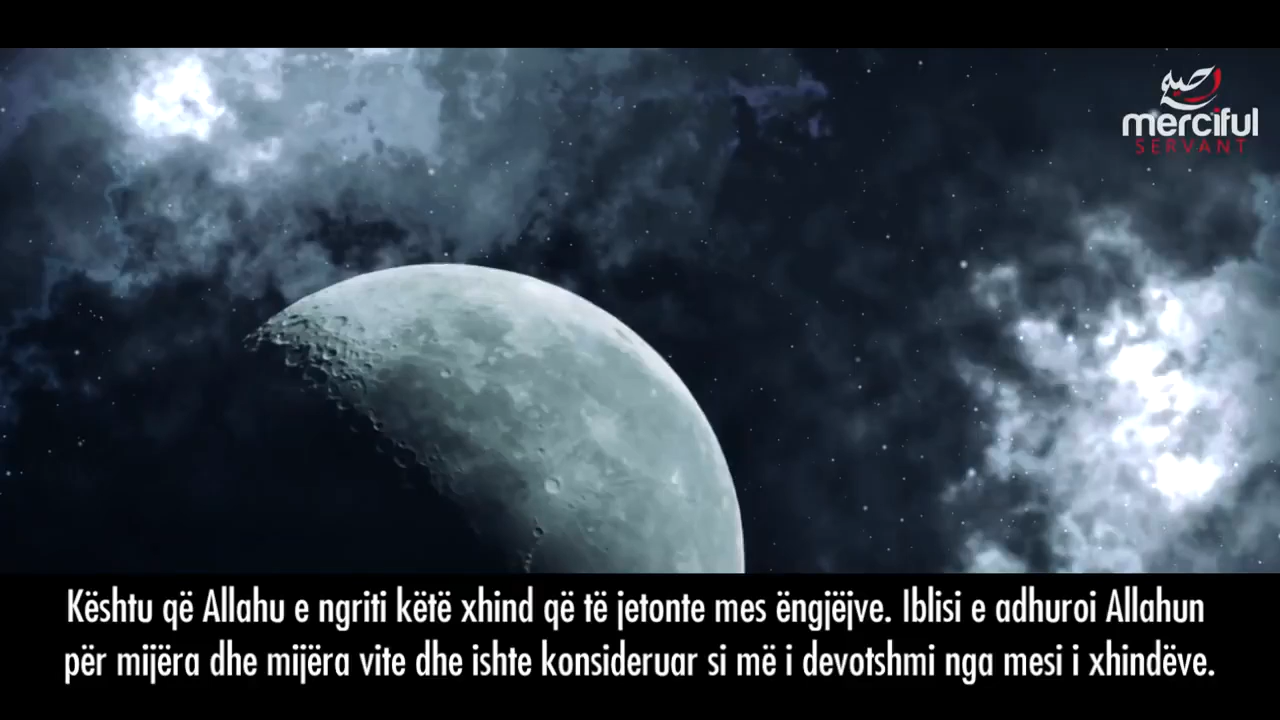 merciful
SERVANT
Kështu që Allahu e ngriti këtë xhind që të jetonte mes ëngjëjve. Iblisi e adhuroi Allahun
për mijëra dhe mijëra vite dhe ishte konsideruar si më i devotshmi nga mesi i xhindëve.